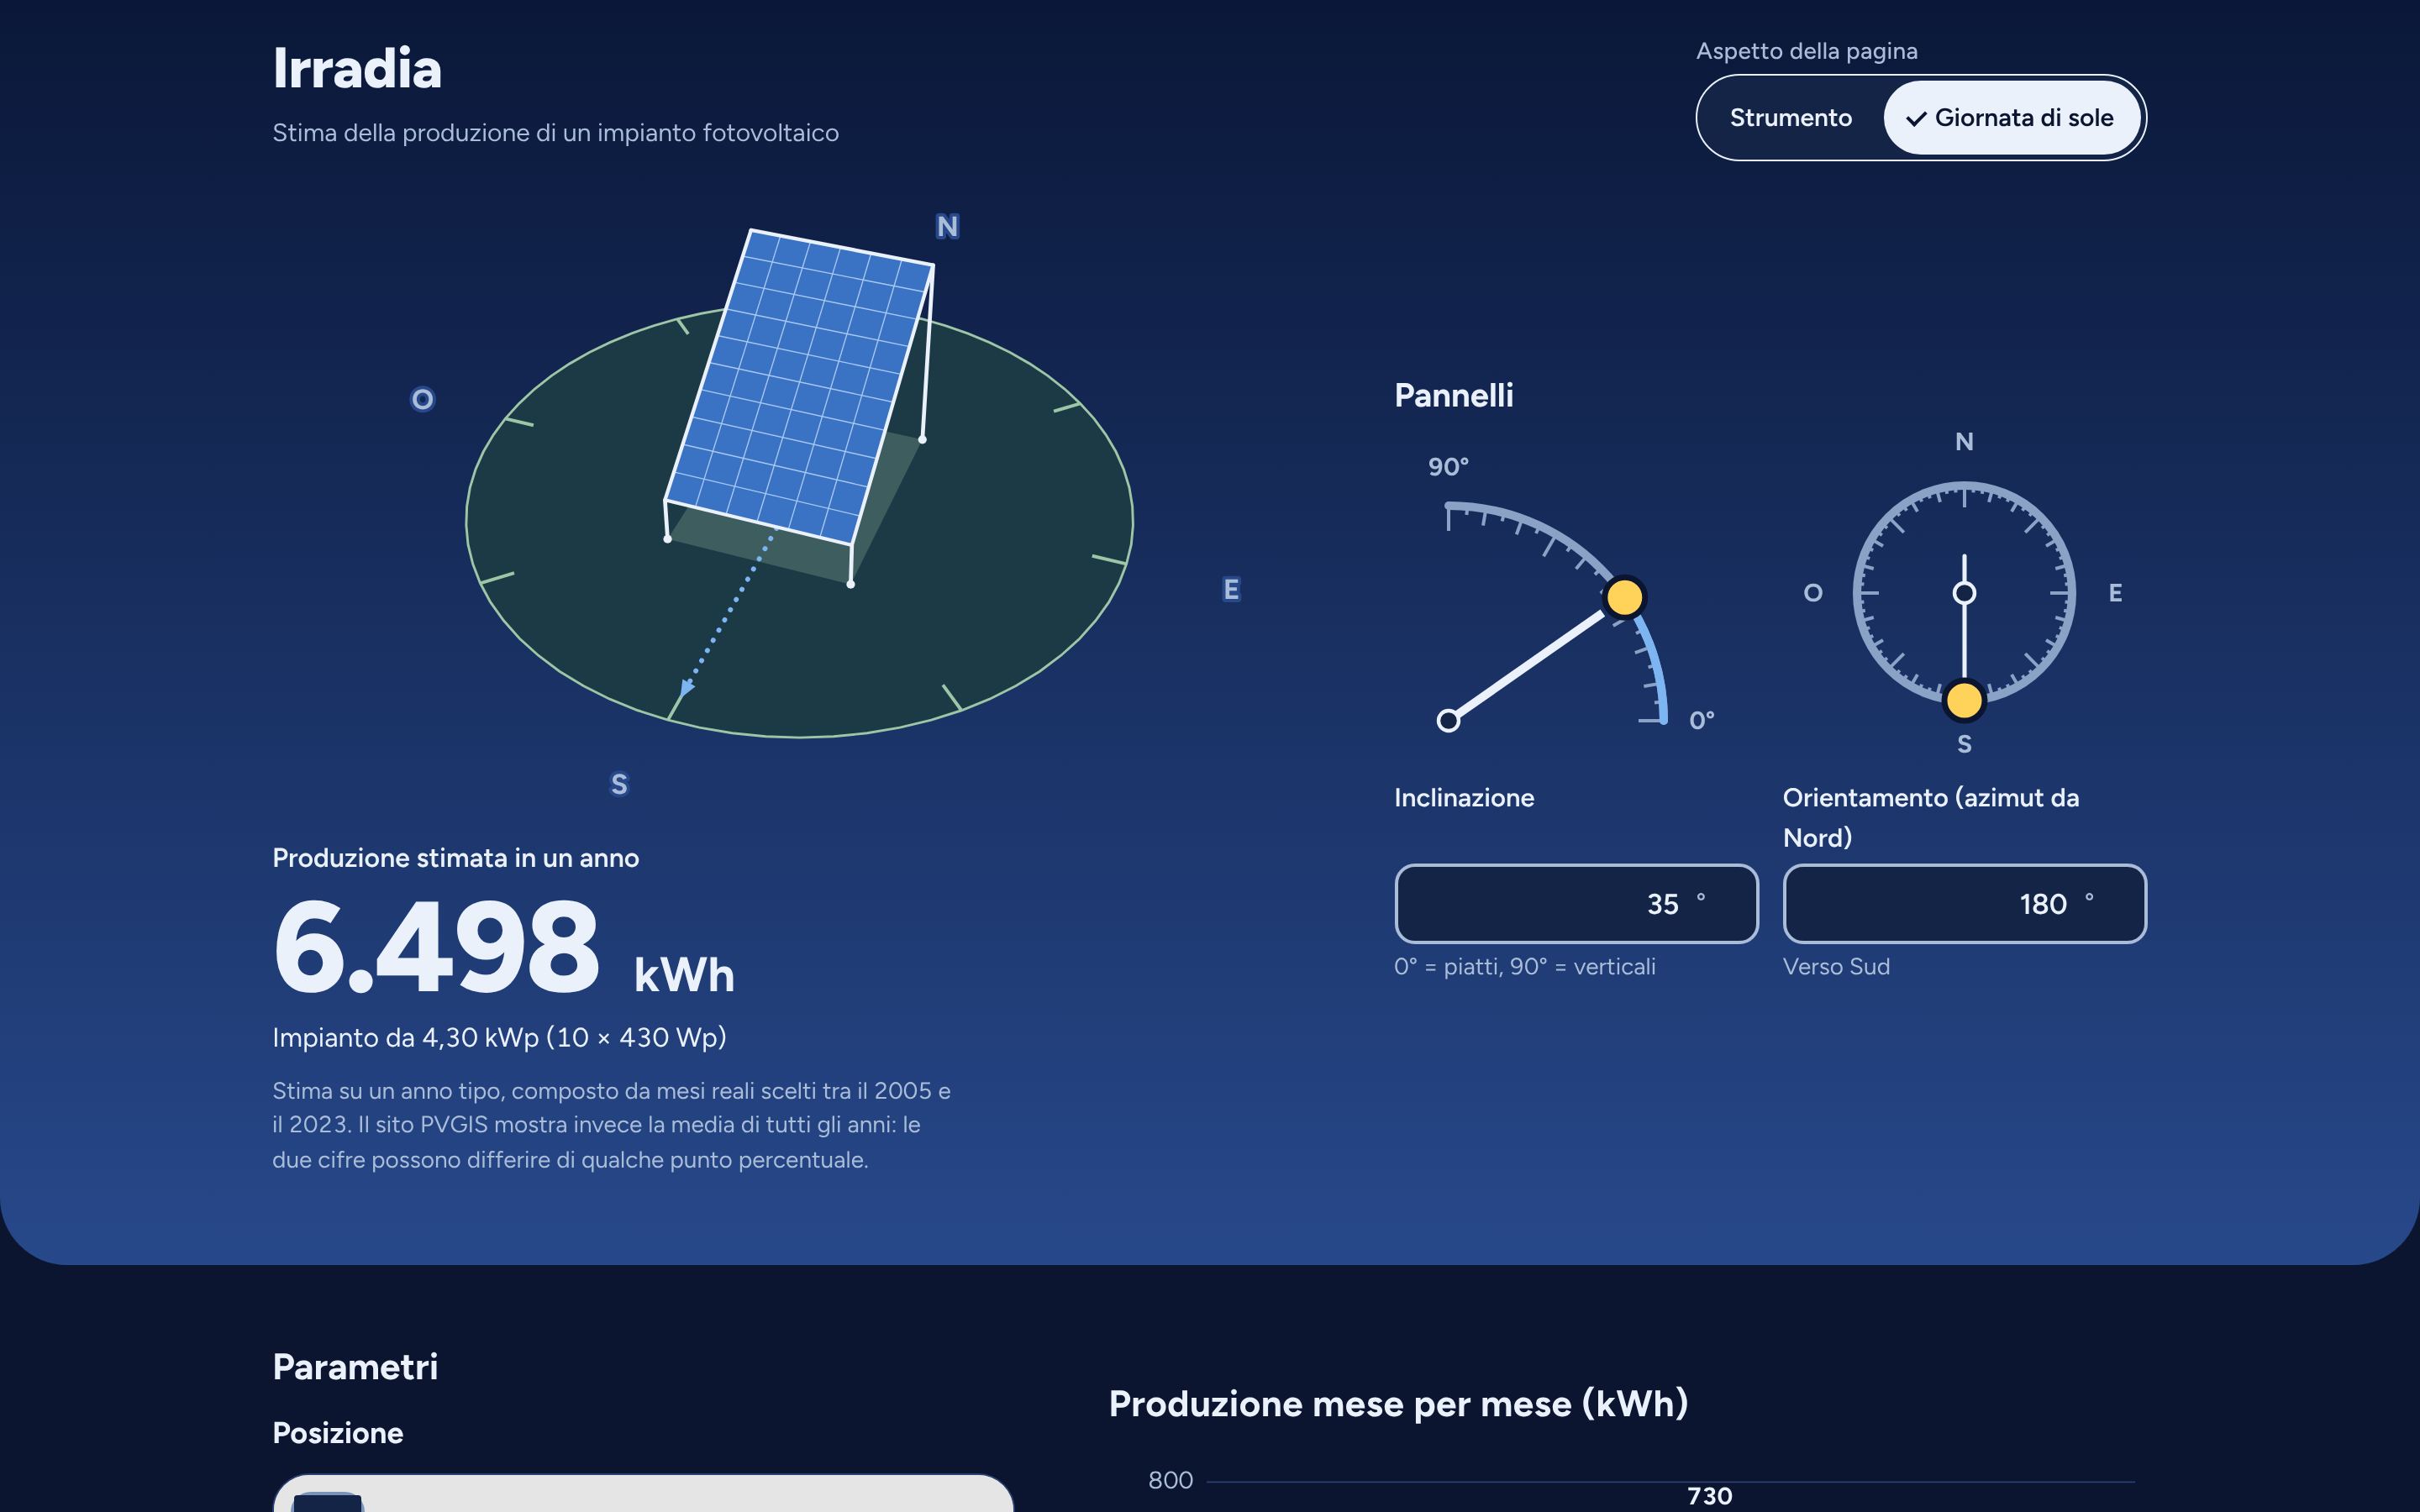 Irradia
Stima della produzione di un impianto fotovoltaico
Aspetto della pagina
Strumento
Giornata di sole
N
O
E
S
Produzione stimata in un anno
6.498 kWh
Impianto da 4,30 kWp (10 × 430 Wp)
Stima su un anno tipo, composto da mesi reali scelti tra il 2005 e
il 2023. Il sito PVGIS mostra invece la media di tutti gli anni: le
due cifre possono differire di qualche punto percentuale.
Pannelli
90°
0°
N
O
E
S
Inclinazione
35 °
0° = piatti, 90° = verticali
Orientamento (azimut da
Nord)
180 °
Verso Sud
Parametri
Posizione
Produzione mese per mese (kWh)
800
730